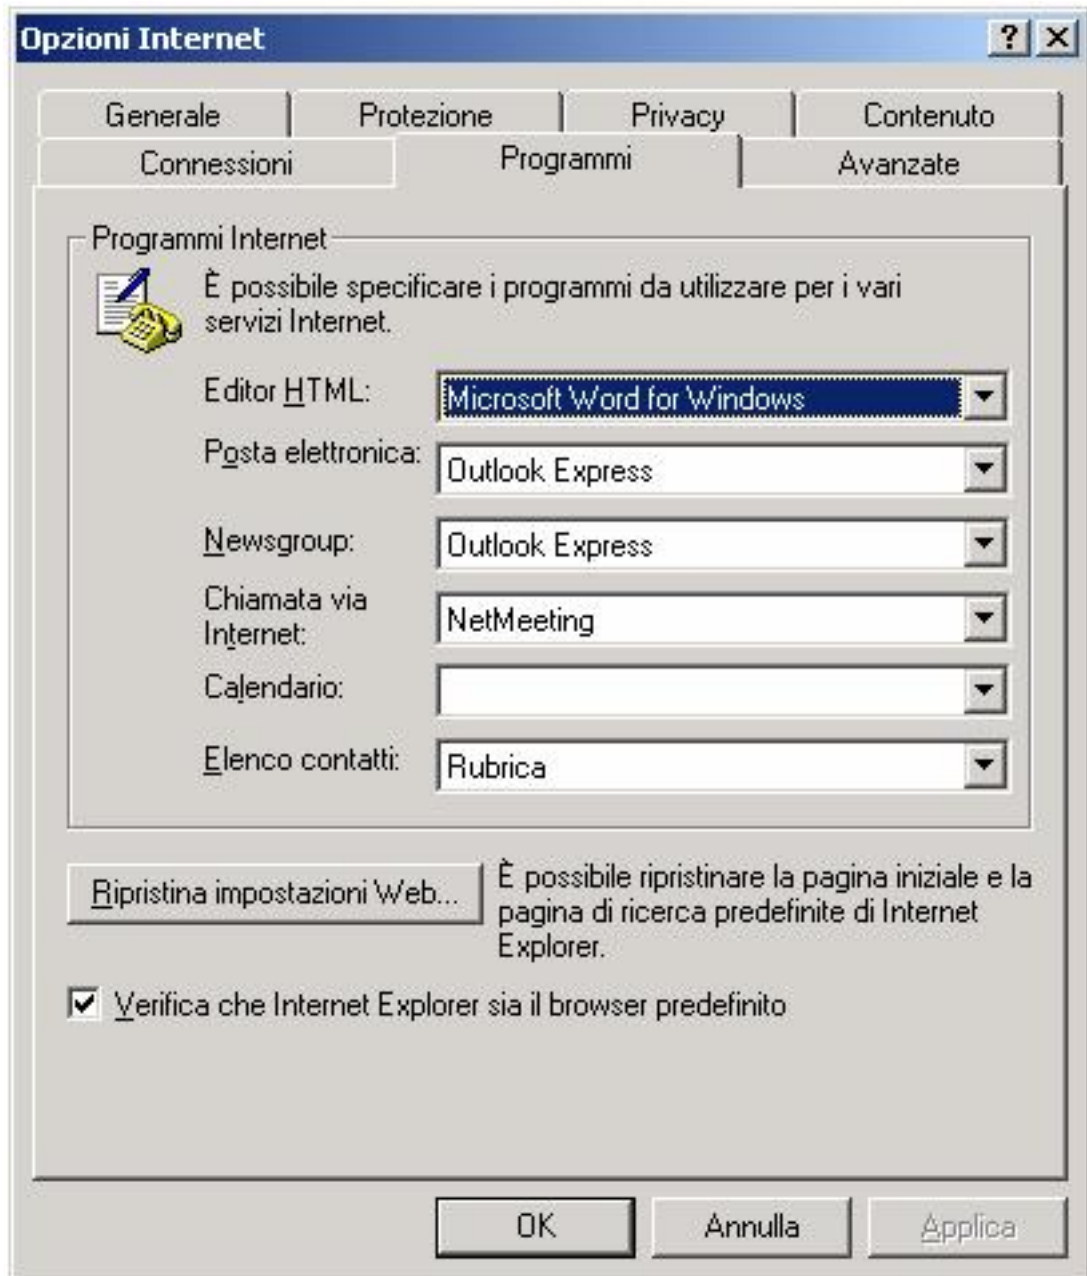 Opzioni Internet
Generale
Protezione
Privacy
Contenuto
Connessioni
Programmi
Avanzate
Programmi Internet
È possibile specificare i programmi da utilizzare per i vari
servizi Internet.
Editor HTML:
Microsoft Word for Windows
Posta elettronica:
Outlook Express
Newsgroup:
Outlook Express
Chiamata via
Internet:
NetMeeting
Calendario:
Elenco contatti:
Rubrica
Ripristina impostazioni Web...
È possibile ripristinare la pagina iniziale e la
pagina di ricerca predefinite di Internet
Explorer.
Verifica che Internet Explorer sia il browser predefinito
OK
Annulla
Applica